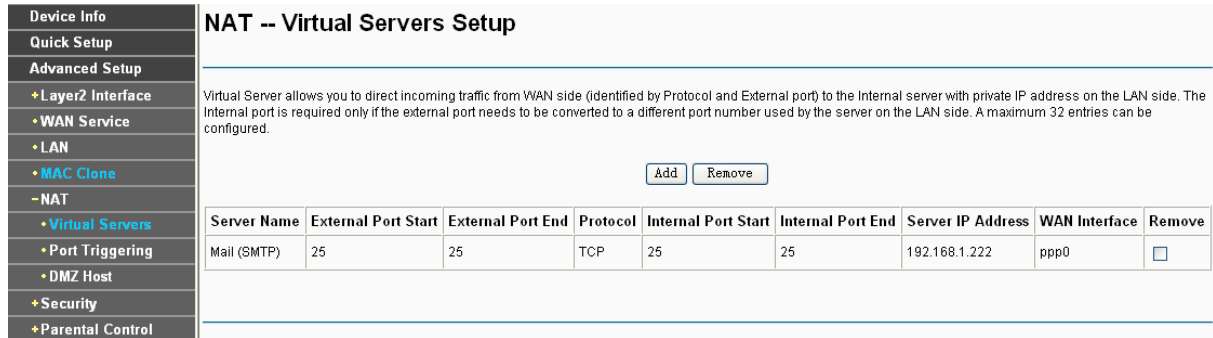 Device Info
Quick Setup
Advanced Setup
+Layer2 Interface
•WAN Service
•LAN
•MAC Clone
-NAT
•Virtual Servers
•Port Triggering
•DMZ Host
+Security
+Parental Control
NAT -- Virtual Servers Setup
Virtual Server allows you to direct incoming traffic from WAN side (identified by Protocol and External port) to the Internal server with private IP address on the LAN side. The
Internal port is required only if the external port needs to be converted to a different port number used by the server on the LAN side. A maximum 32 entries can be
configured.
Add Remove
Server Name External Port Start External Port End Protocol Internal Port Start Internal Port End Server IP Address WAN Interface Remove
Mail (SMTP) 25 25 TCP 25 25 192.168.1.222 ppp0